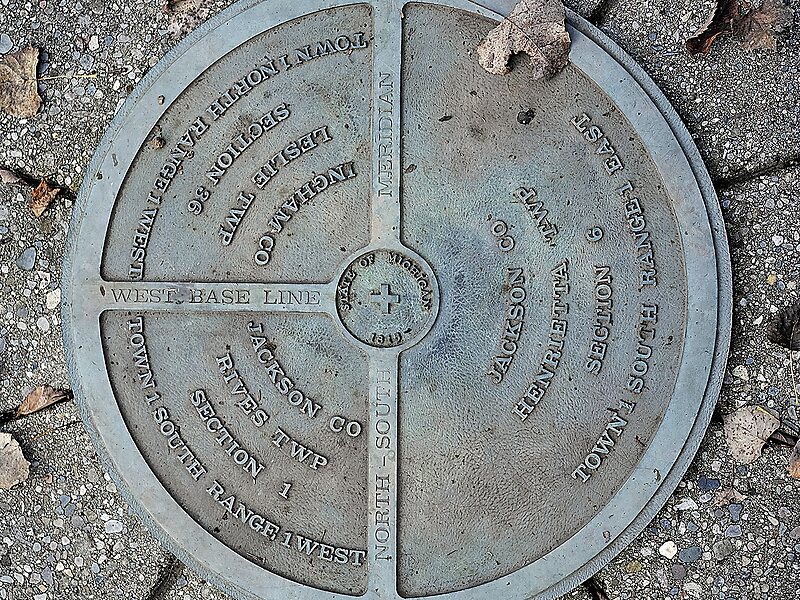 TOWN 1 NORTH RANGE 1 WEST
SECTION 36
LESLIE TWP
INGHAM CO
MERIDIAN
TOWN 1 SOUTH RANGE 1 EAST
SECTION 6
HENRIETTA TWP
JACKSON CO
WEST BASE LINE
STATE OF MICHIGAN
NORTH - SOUTH
JACKSON CO
RIVES TWP
SECTION 1
TOWN 1 SOUTH RANGE 1 WEST